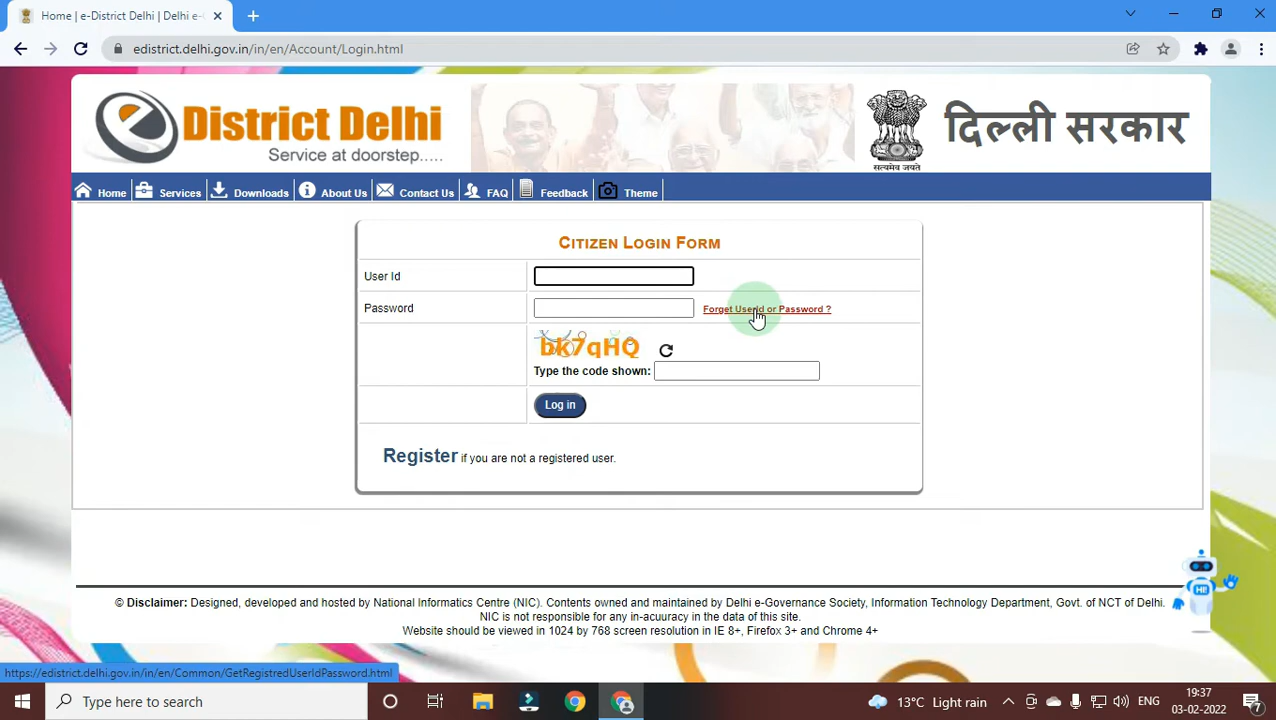 Home | e-District Delhi | Delhi e-
edistrict.delhi.gov.in/in/en/Account/Login.html
District Delhi
Service at doorstep.....
सत्यमेव जयते
दिल्ली सरकार
Home Services Downloads About Us Contact Us FAQ Feedback Theme
CITIZEN LOGIN FORM
User Id
Password Forget UserId or Password ?
bk7qHQ
Type the code shown:
Log in
Register if you are not a registered user.
HI!
© Disclaimer: Designed, developed and hosted by National Informatics Centre (NIC). Contents owned and maintained by Delhi e-Governance Society, Information Technology Department, Govt. of NCT of Delhi.
NIC is not responsible for any in-acuuracy in the data of this site.
Website should be viewed in 1024 by 768 screen resolution in IE 8+, Firefox 3+ and Chrome 4+
https://edistrict.delhi.gov.in/in/en/Common/GetRegistredUserIdPassword.html
Type here to search
13°C Light rain
ENG
19:37
03-02-2022
7